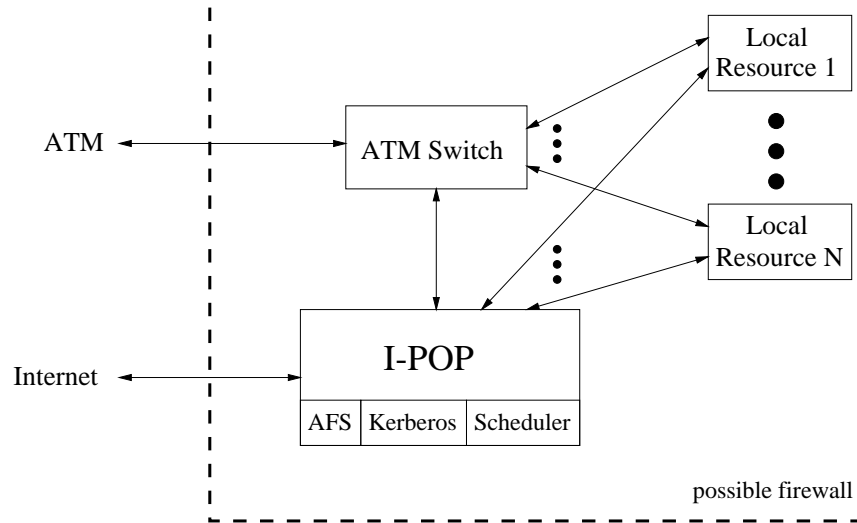 Local
Resource 1
ATM
ATM Switch
Local
Resource N
I-POP
Internet
AFS Kerberos Scheduler
possible firewall